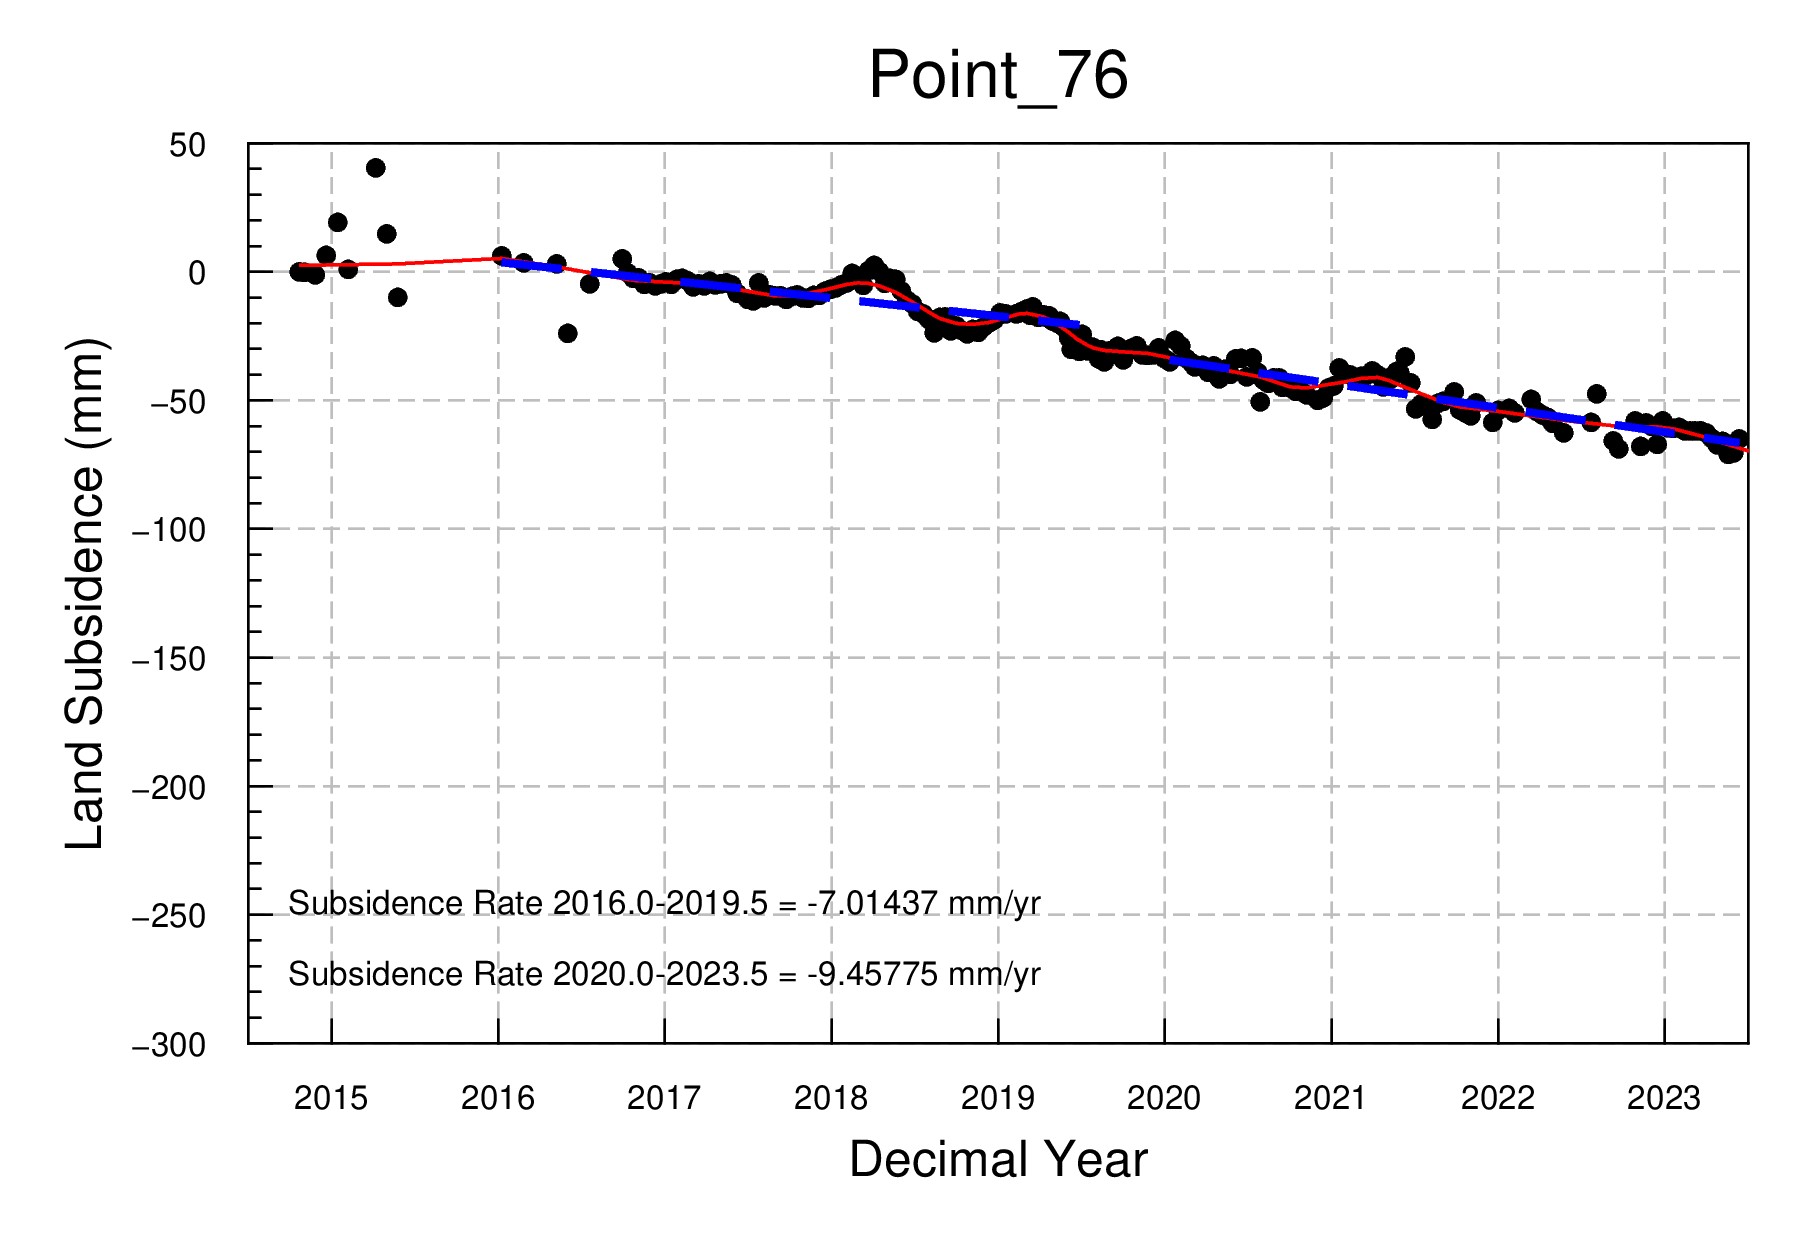 Point_76
50
0
−50
−100
−150
−200
−250
−300
Land Subsidence (mm)
Subsidence Rate 2016.0-2019.5 = -7.01437 mm/yr
Subsidence Rate 2020.0-2023.5 = -9.45775 mm/yr
2015 2016 2017 2018 2019 2020 2021 2022 2023
Decimal Year